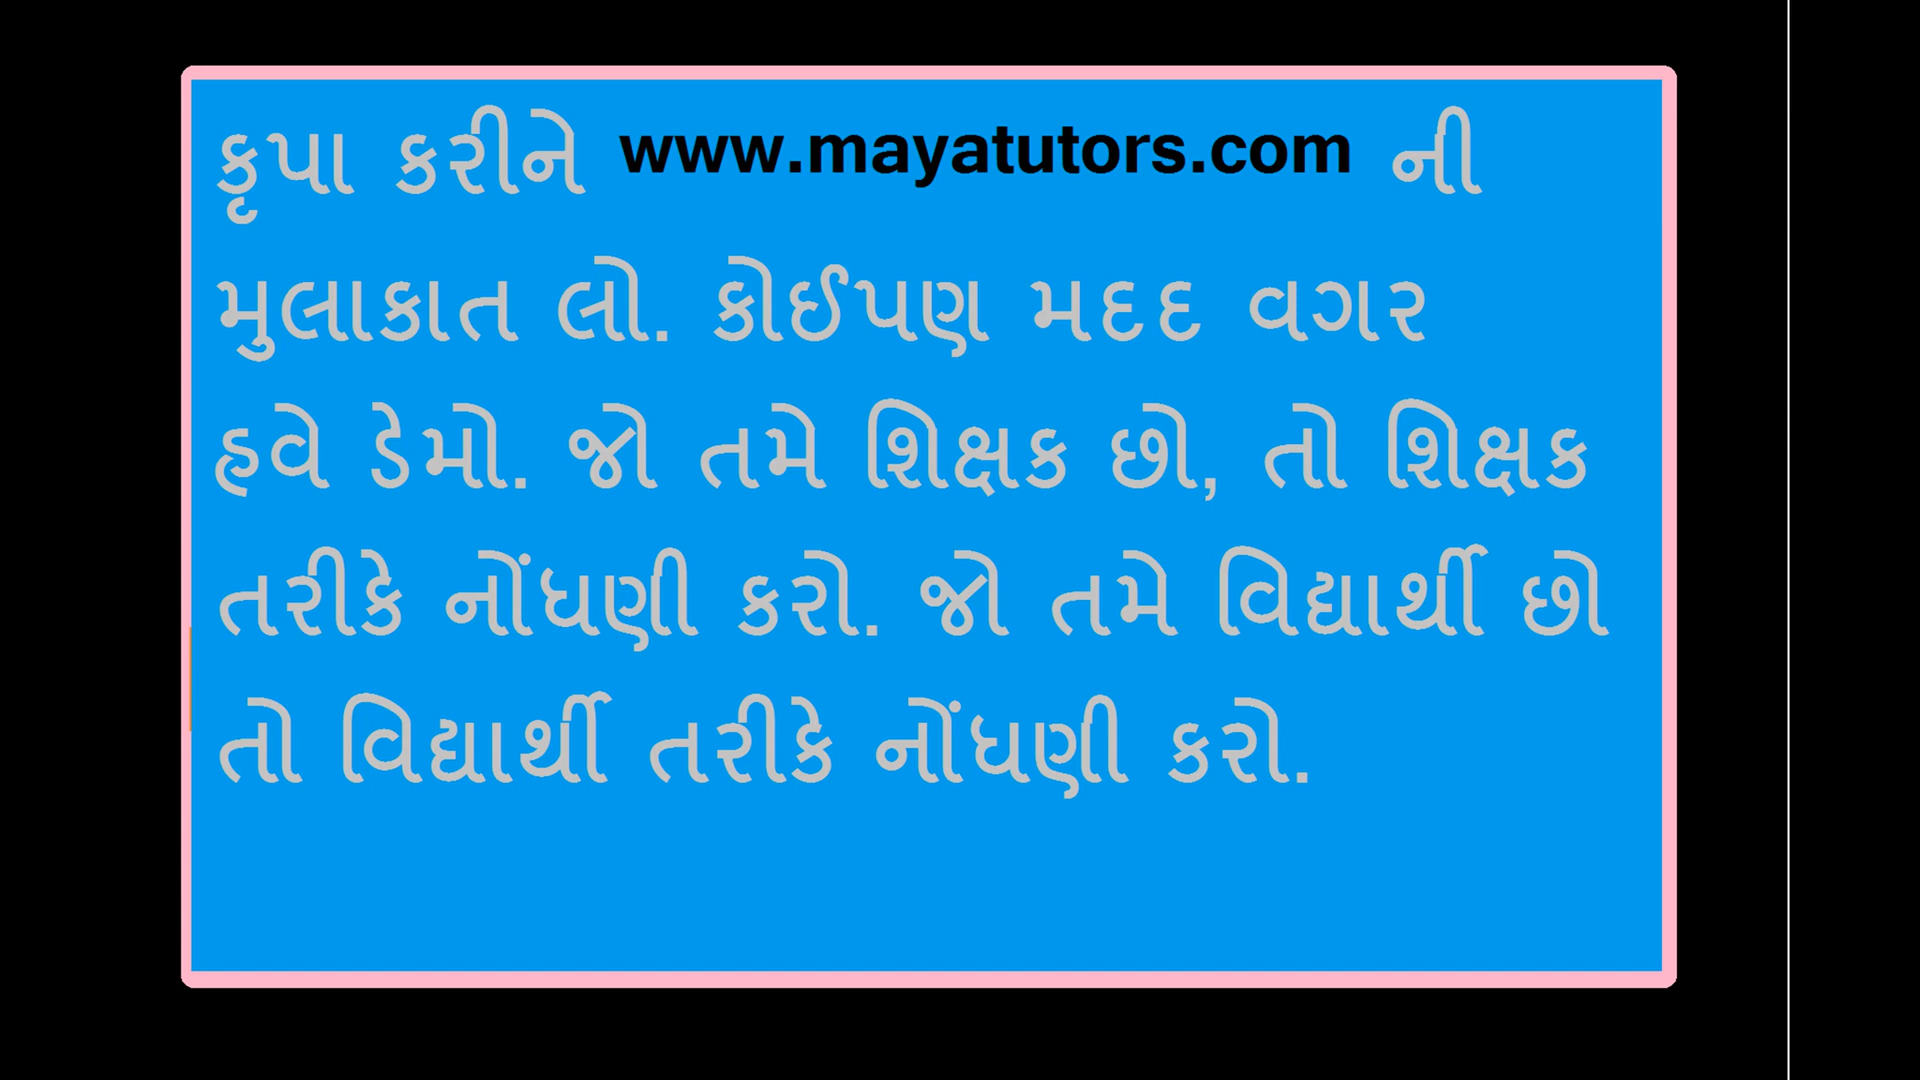 કૃપા કરીને www.mayatutors.com ની
મુલાકાત લો. કોઈપણ મદદ વગર
હવે ડેમો. જો તમે શિક્ષક છો, તો શિક્ષક
તરીકે નોંધણી કરો. જો તમે વિદ્યાર્થી છો
તો વિદ્યાર્થી તરીકે નોંધણી કરો.